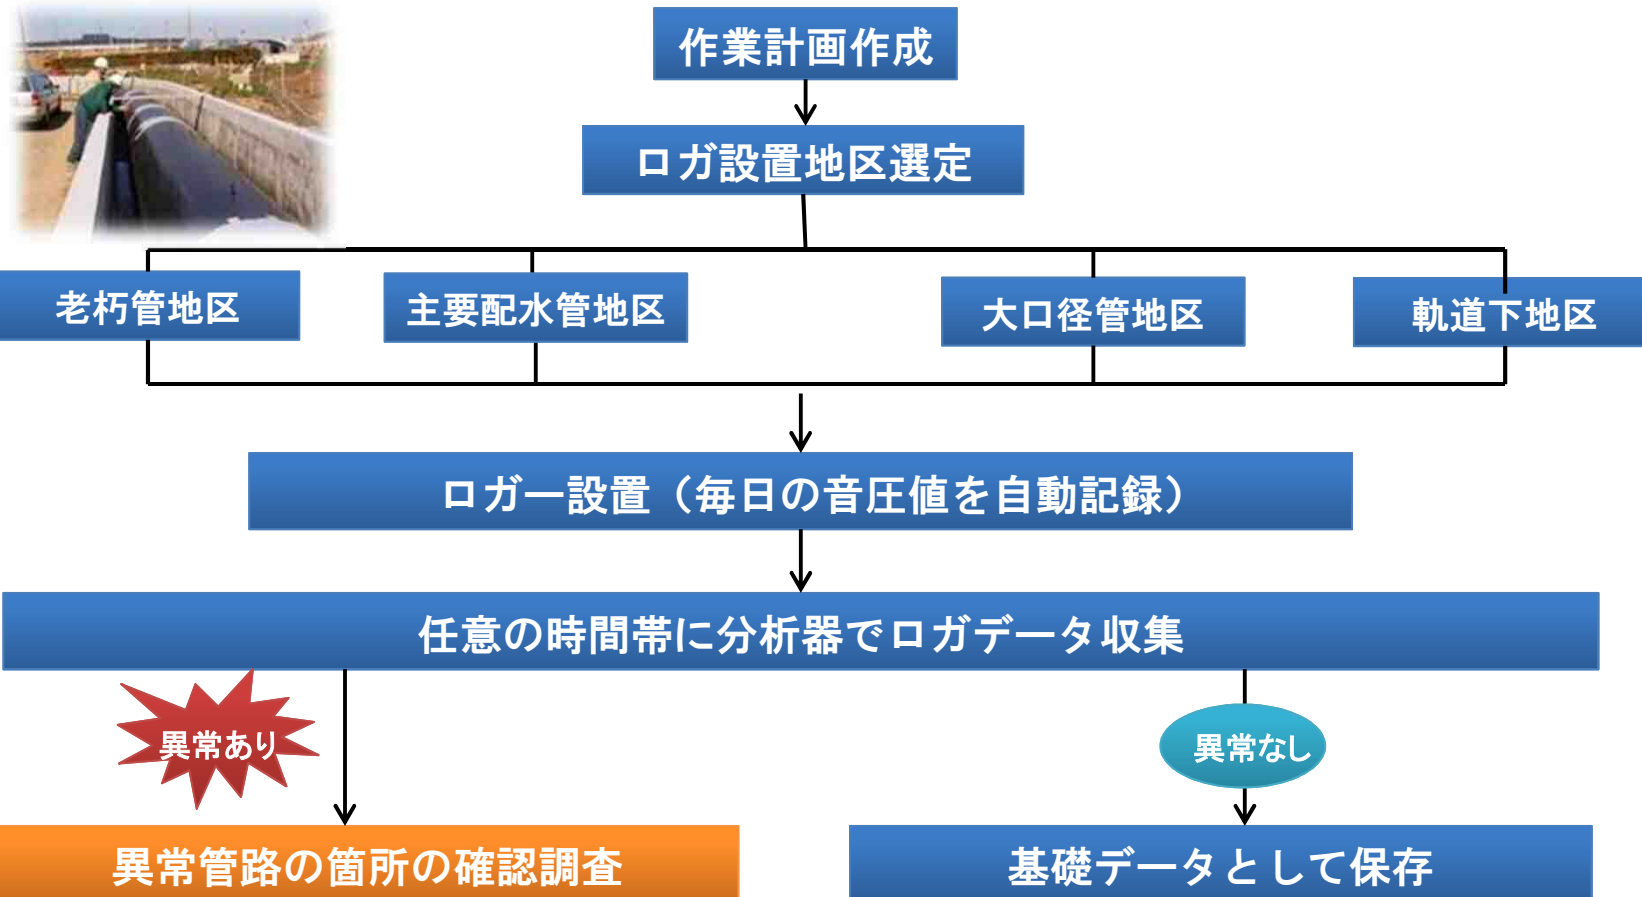 作業計画作成
ロガ設置地区選定
老朽管地区
主要配水管地区
大口径管地区
軌道下地区
ロガー設置（毎日の音圧値を自動記録）
任意の時間帯に分析器でロガデータ収集
異常あり
異常なし
異常管路の箇所の確認調査
基礎データとして保存